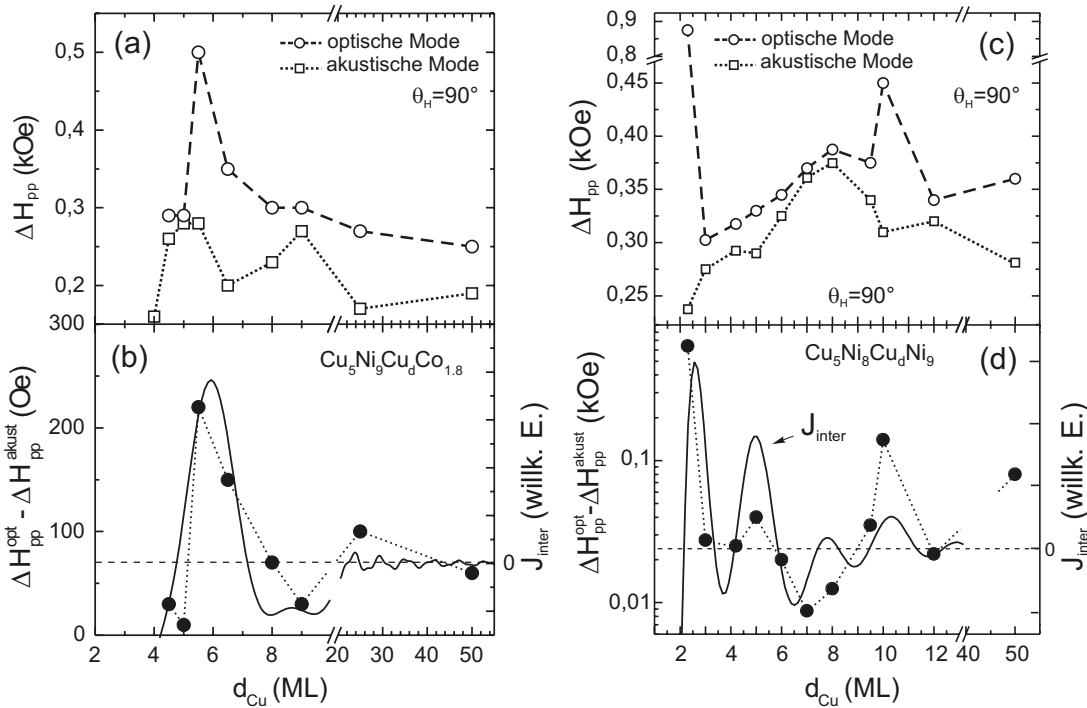 (a)
optische Mode
akustische Mode
θH=90°
ΔHpp (kOe)
0,5
0,4
0,3
0,2
300
(b)
Cu5Ni9CudCo1.8
ΔHppopt - ΔHppakust (Oe)
200
100
0
0
Jinter (willk. E.)
2 4 6 8 10 20 30 40 50
dCu (ML)
(c)
optische Mode
akustische Mode
θH=90°
θH=90°
ΔHpp (kOe)
0,9
0,8
0,45
0,40
0,35
0,30
0,25
(d)
Cu5Ni8CudNi9
Jinter
ΔHppopt-ΔHppakust (kOe)
0,1
0,01
0
Jinter (willk. E.)
2 4 6 8 10 12 40 50
dCu (ML)